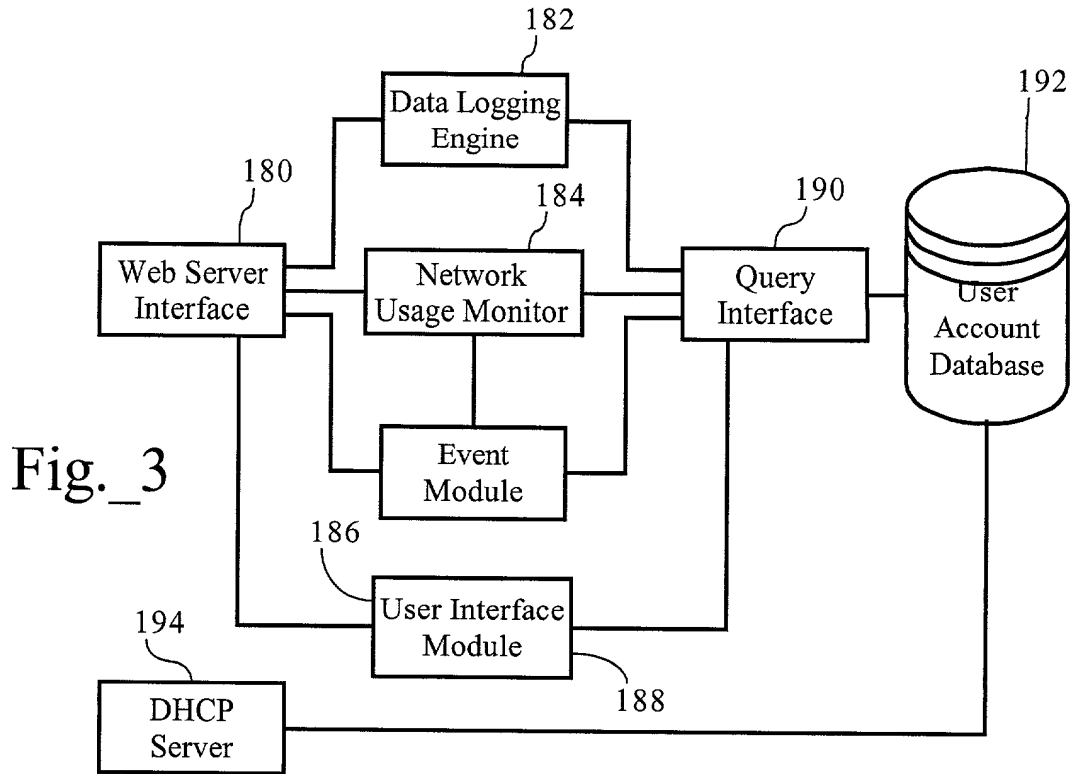 182
Data Logging
Engine
192
180
184
190
Web Server
Interface
Network
Usage Monitor
Query
Interface
User
Account
Database
Event
Module
Fig._3
186
User Interface
Module
188
194
DHCP
Server